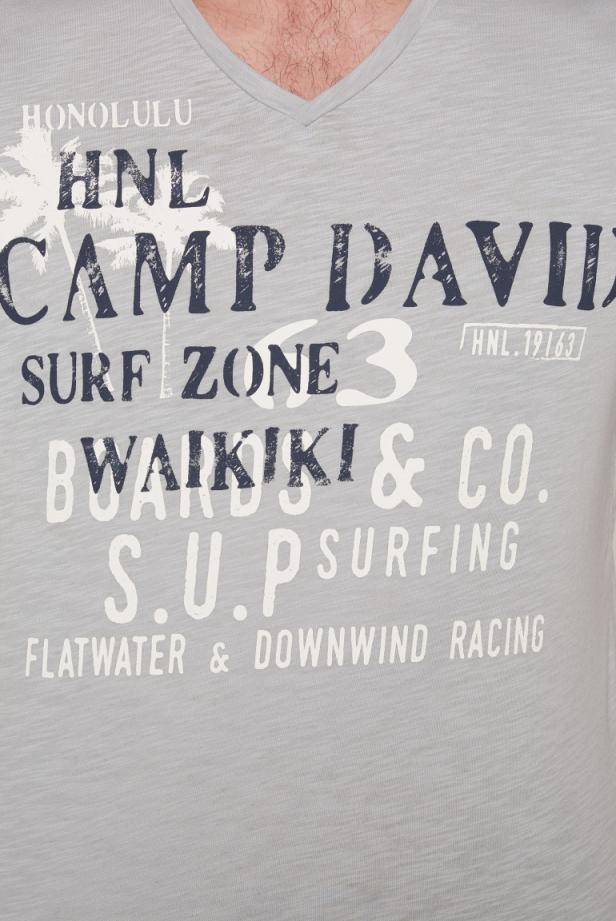 HONOLULU
HNL
CAMP DAVID
63
HNL.19163
SURF ZONE
WAIKIKI
BOARDS & CO.
S.U.P SURFING
FLATWATER & DOWNWIND RACING